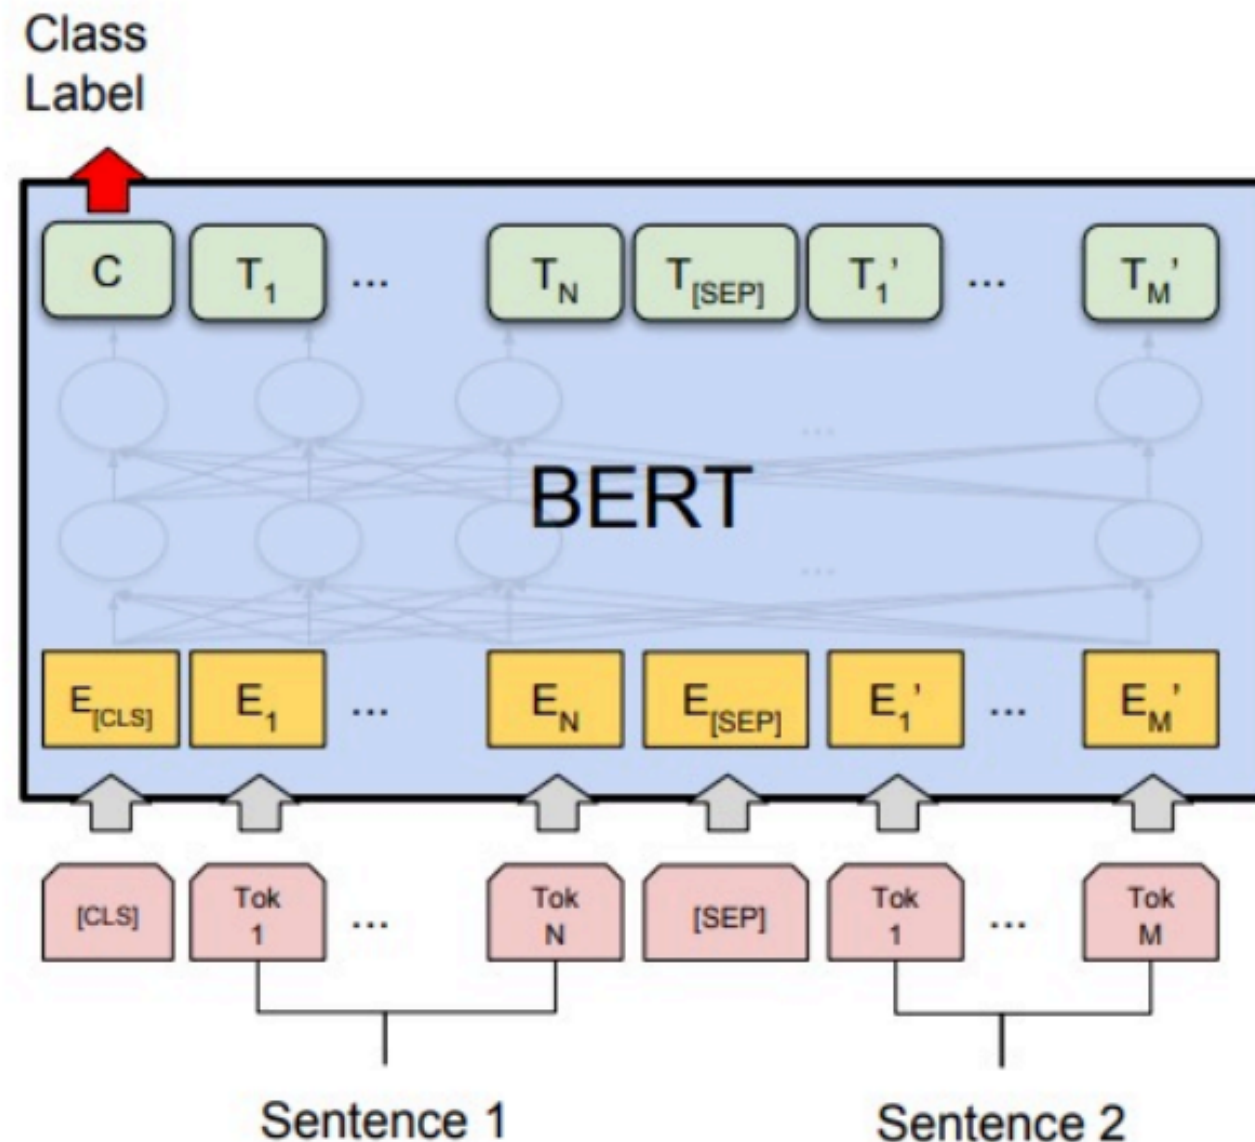 Class
Label
C T1 ... TN T[SEP] T1’ ... TM’
...
BERT
...
E[CLS] E1 ... EN E[SEP] E1’ ... EM’
[CLS] Tok 1 ... Tok N [SEP] Tok 1 ... Tok M
Sentence 1 Sentence 2